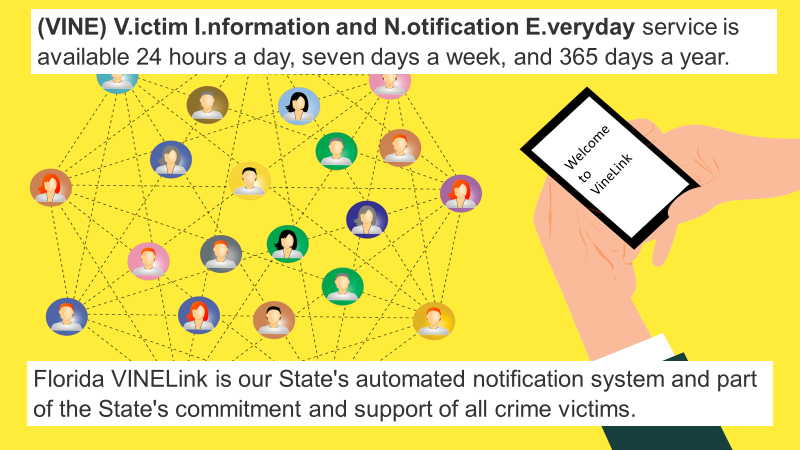 (VINE) V.ictim I.nformation and N.otification E.veryday service is
available 24 hours a day, seven days a week, and 365 days a year.
Welcome
to
VineLink
Florida VINELink is our State's automated notification system and part
of the State's commitment and support of all crime victims.